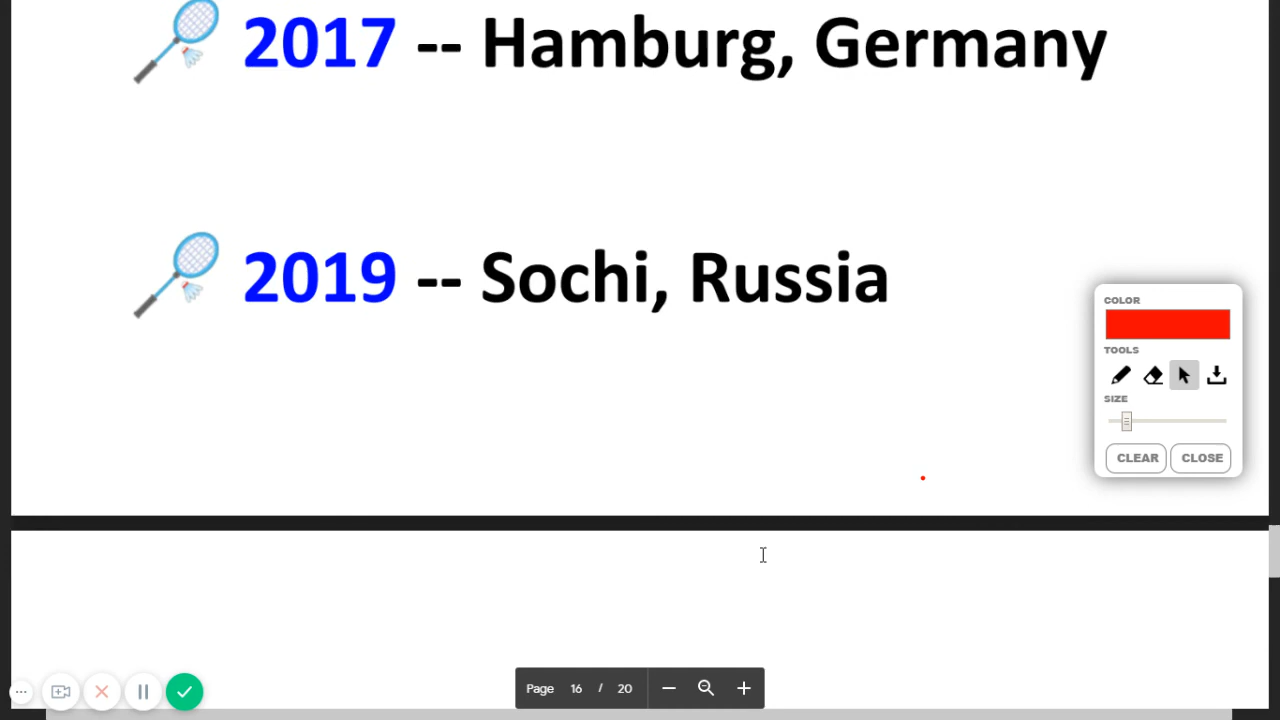 2017 -- Hamburg, Germany
2019 -- Sochi, Russia
COLOR
TOOLS
SIZE
CLEAR CLOSE
Page 16 / 20